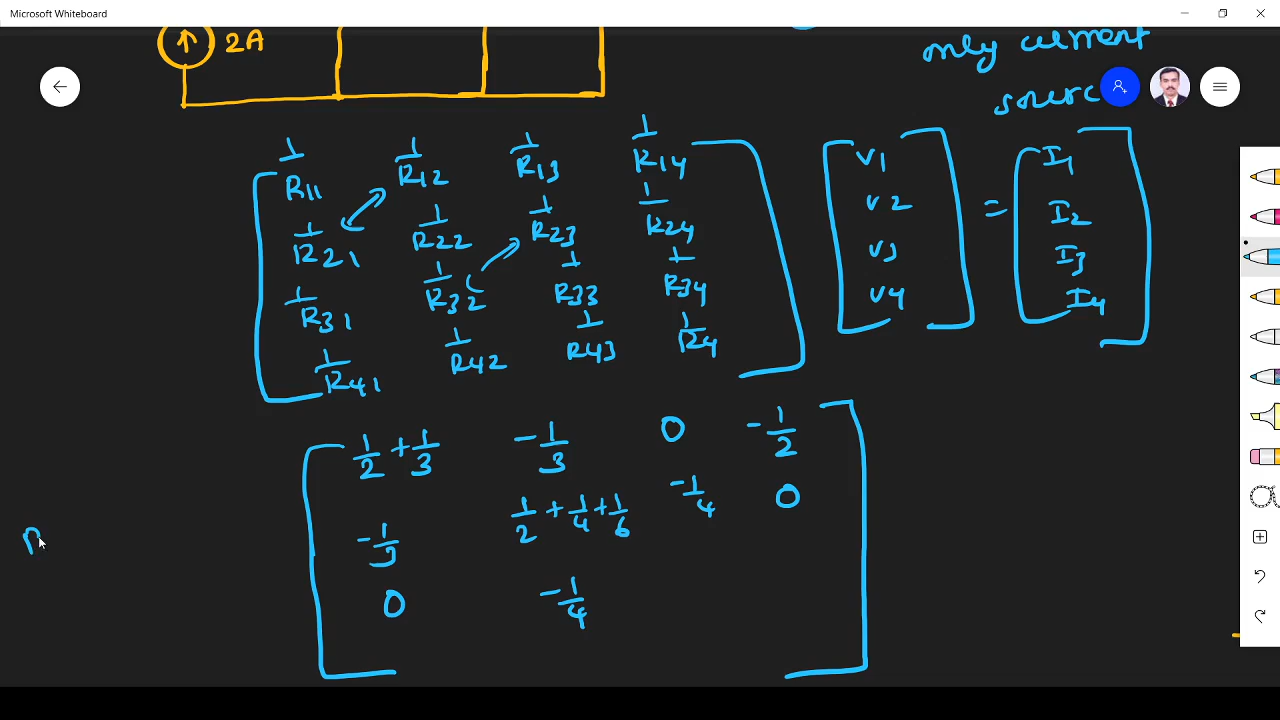 Microsoft Whiteboard
2A
only current
sourc
1/R11 1/R12 1/R13 1/R14
1/R21 1/R22 1/R23 1/R24
1/R31 1/R32 1/R33 1/R34
1/R41 1/R42 1/R43 1/R4
V1
V2
V3
V4
=
I1
I2
I3
I4
1/2 + 1/3 -1/3 0 -1/2
-1/3 1/2 + 1/4 + 1/6 -1/4 0
0 -1/4